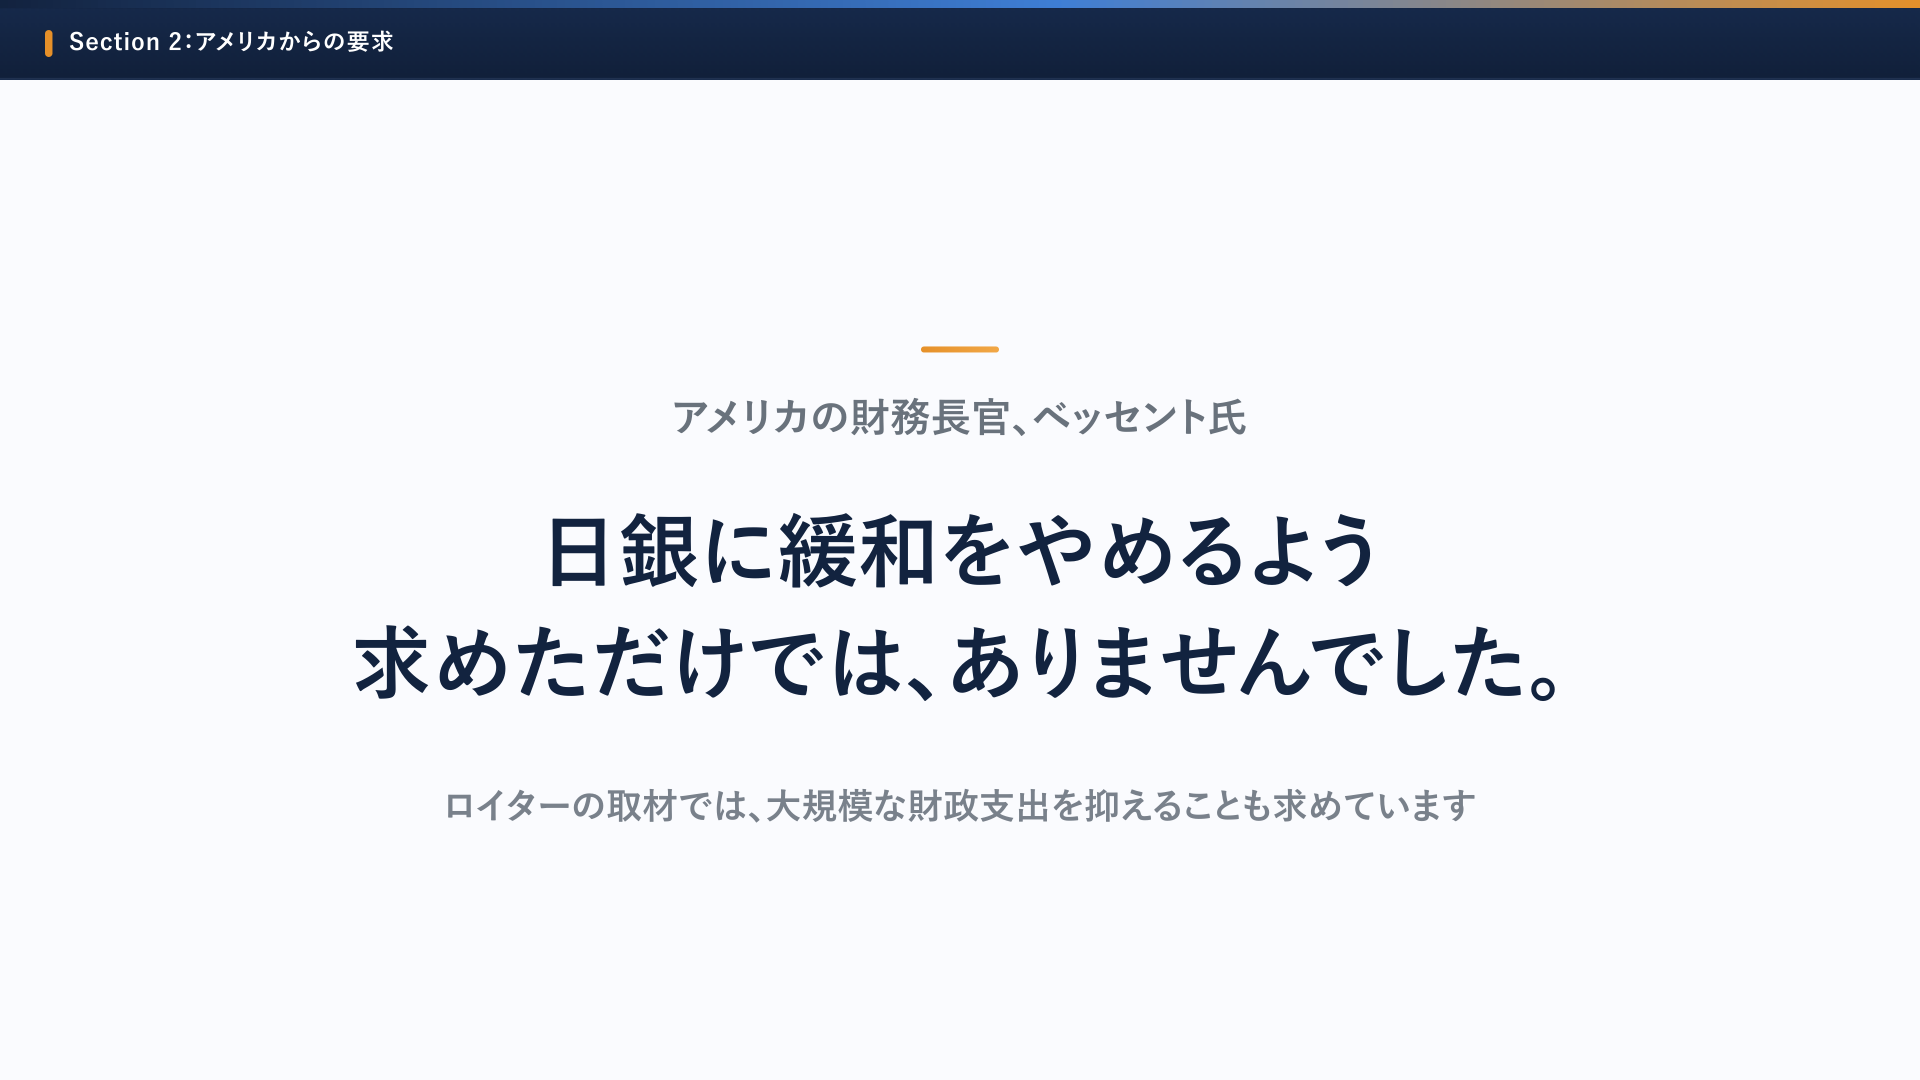 Section 2：アメリカからの要求
アメリカの財務長官、ベッセント氏
日銀に緩和をやめるよう
求めただけでは、ありませんでした。
ロイターの取材では、大規模な財政支出を抑えることも求めています